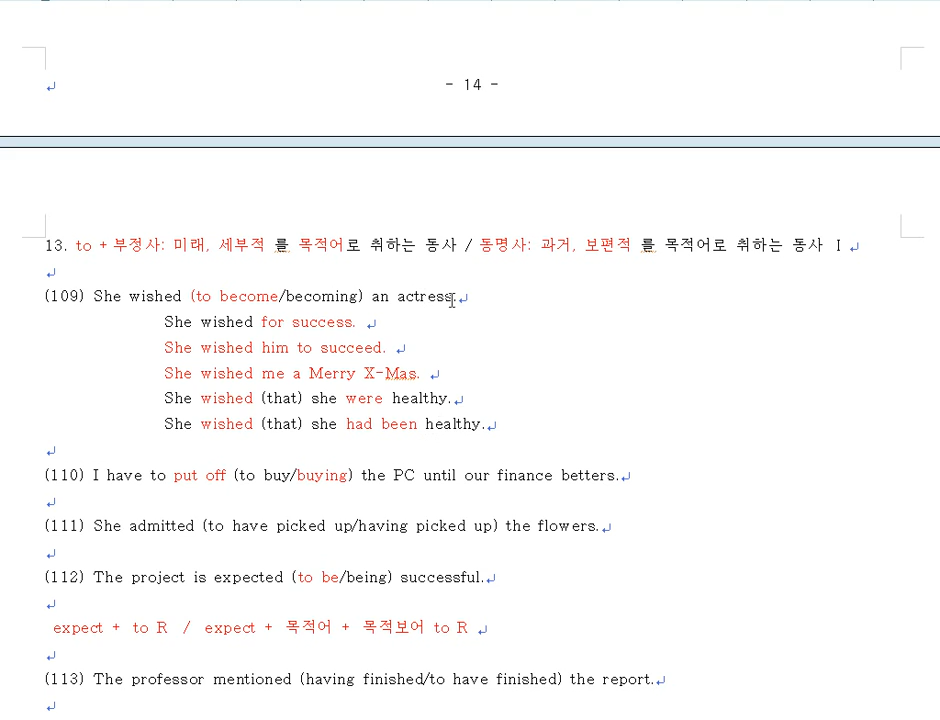 - 14 -
13. to + 부정사: 미래, 세부적 를 목적어로 취하는 동사 / 동명사: 과거, 보편적 를 목적어로 취하는 동사 Ⅰ
(109) She wished (to become/becoming) an actress.
She wished for success.
She wished him to succeed.
She wished me a Merry X-Mas.
She wished (that) she were healthy.
She wished (that) she had been healthy.
(110) I have to put off (to buy/buying) the PC until our finance betters.
(111) She admitted (to have picked up/having picked up) the flowers.
(112) The project is expected (to be/being) successful.
expect + to R / expect + 목적어 + 목적보어 to R
(113) The professor mentioned (having finished/to have finished) the report.